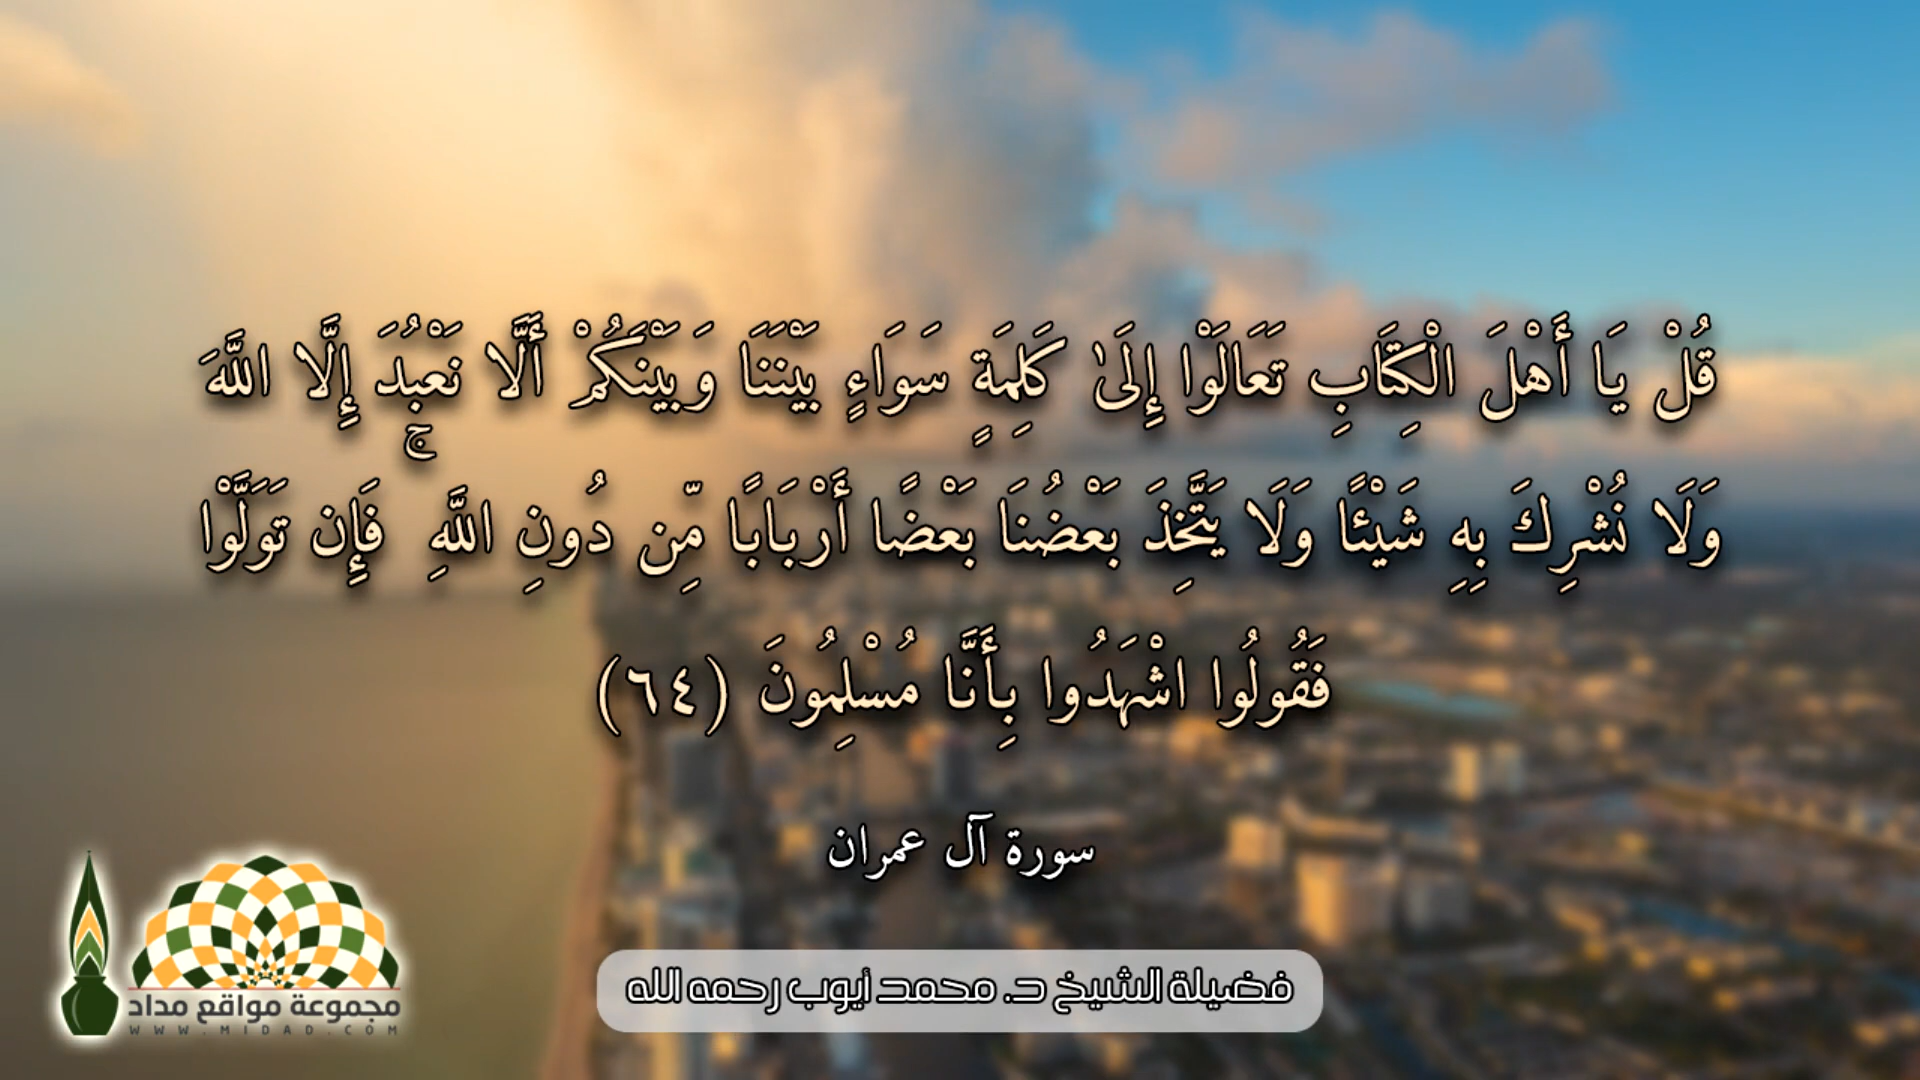 قُلْ يَا أَهْلَ الْكِتَابِ تَعَالَوْا إِلَىٰ كَلِمَةٍ سَوَاءٍ بَيْنَنَا وَبَيْنَكُمْ أَلَّا نَعْبُدَ إِلَّا اللَّهَ
وَلَا نُشْرِكَ بِهِ شَيْئًا وَلَا يَتَّخِذَ بَعْضُنَا بَعْضًا أَرْبَابًا مِّن دُونِ اللَّهِ ۚ فَإِن تَوَلَّوْا
فَقُولُوا اشْهَدُوا بِأَنَّا مُسْلِمُونَ (٦٤)
سورة آل عمران
فضيلة الشيخ د. محمد أيوب رحمه الله
مجموعة مواقع مداد
WWW.MIDAD.COM